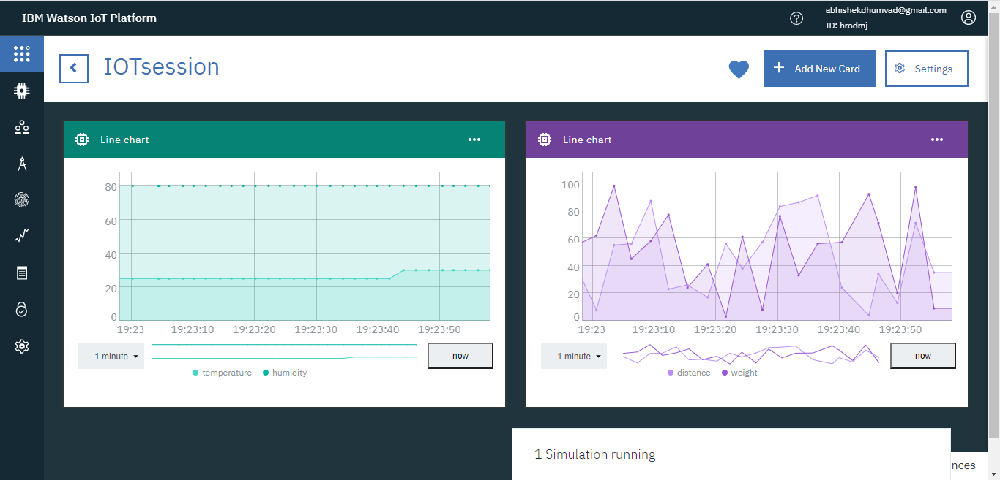 IBM Watson IoT Platform
abhishekdhumvad@gmail.com
ID: hrodmj
IOTsession
Add New Card
Settings
Line chart
80
60
40
20
0
19:23
19:23:10
19:23:20
19:23:30
19:23:40
19:23:50
1 minute
now
temperature
humidity
Line chart
100
80
60
40
20
0
19:23
19:23:10
19:23:20
19:23:30
19:23:40
19:23:50
1 minute
now
distance
weight
1 Simulation running
nces